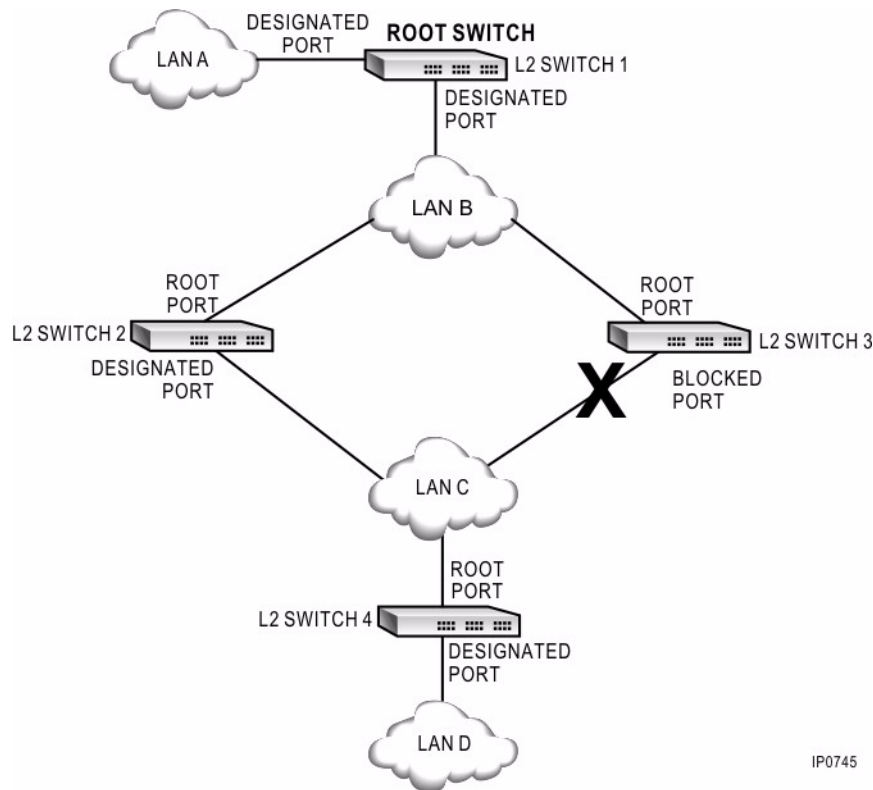 DESIGNATED
PORT
ROOT SWITCH
LAN A
L2 SWITCH 1
DESIGNATED
PORT
LAN B
ROOT
PORT
ROOT
PORT
L2 SWITCH 2
L2 SWITCH 3
DESIGNATED
PORT
BLOCKED
PORT
X
LAN C
ROOT
PORT
L2 SWITCH 4
DESIGNATED
PORT
LAN D
IP0745